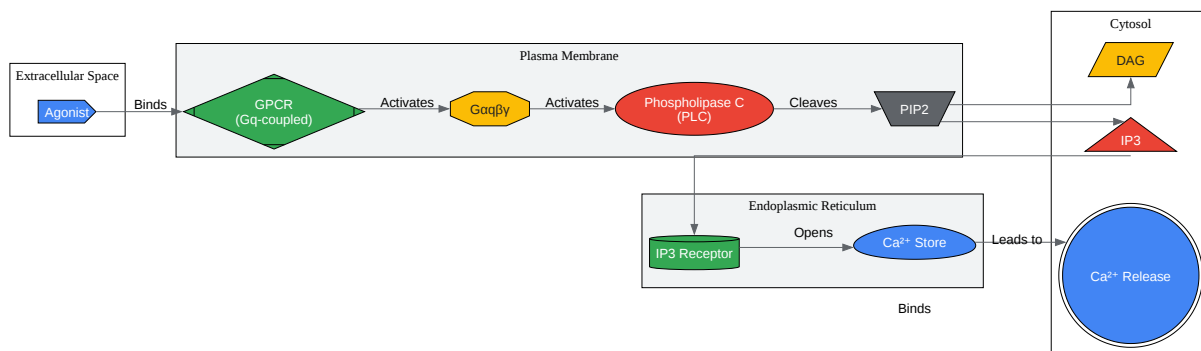 Extracellular Space
Agonist
Binds
Plasma Membrane
GPCR
(Gq-coupled)
Activates
Gαqβγ
Activates
Phospholipase C
(PLC)
Cleaves
PIP2
Cytosol
DAG
IP3
Endoplasmic Reticulum
IP3 Receptor
Opens
Ca²⁺ Store
Leads to
Ca²⁺ Release
Binds